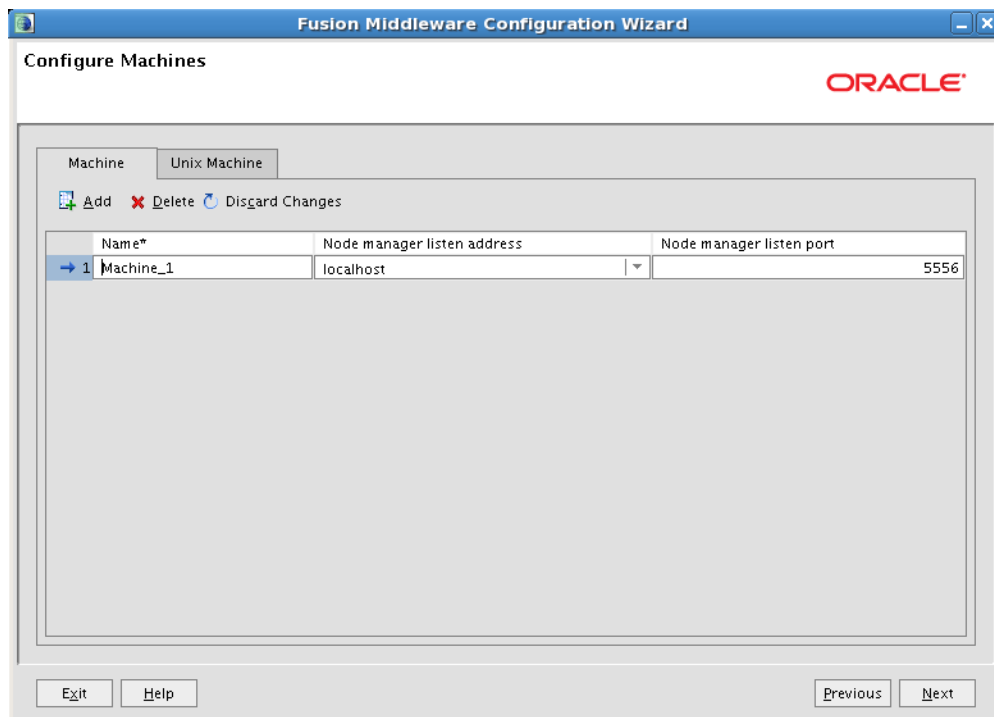 Fusion Middleware Configuration Wizard
Configure Machines
ORACLE
Machine Unix Machine
Add Delete Discard Changes
Name* Node manager listen address Node manager listen port
1 Machine_1 localhost 5556
Exit Help Previous Next